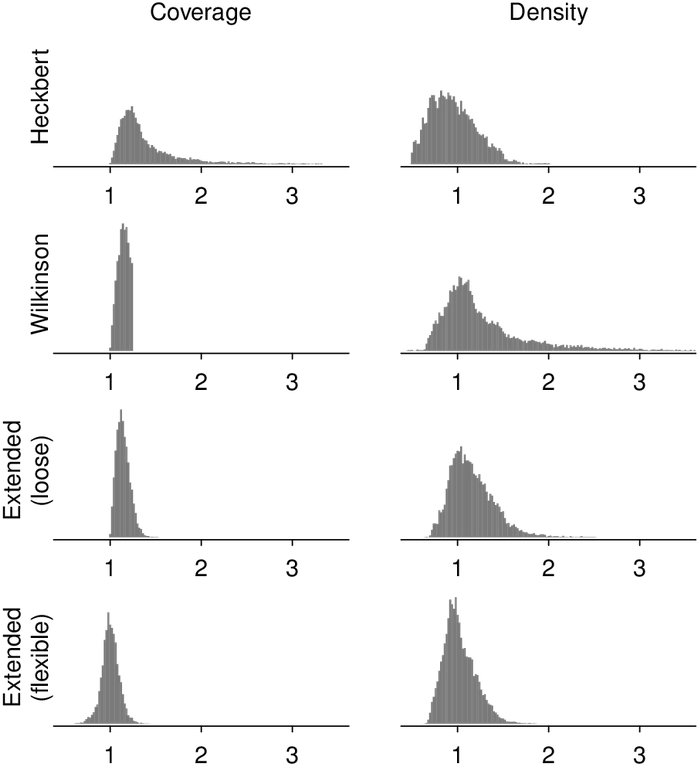 Coverage Density
Heckbert
1 2 3 1 2 3
Wilkinson
1 2 3 1 2 3
Extended
(loose)
1 2 3 1 2 3
Extended
(flexible)
1 2 3 1 2 3